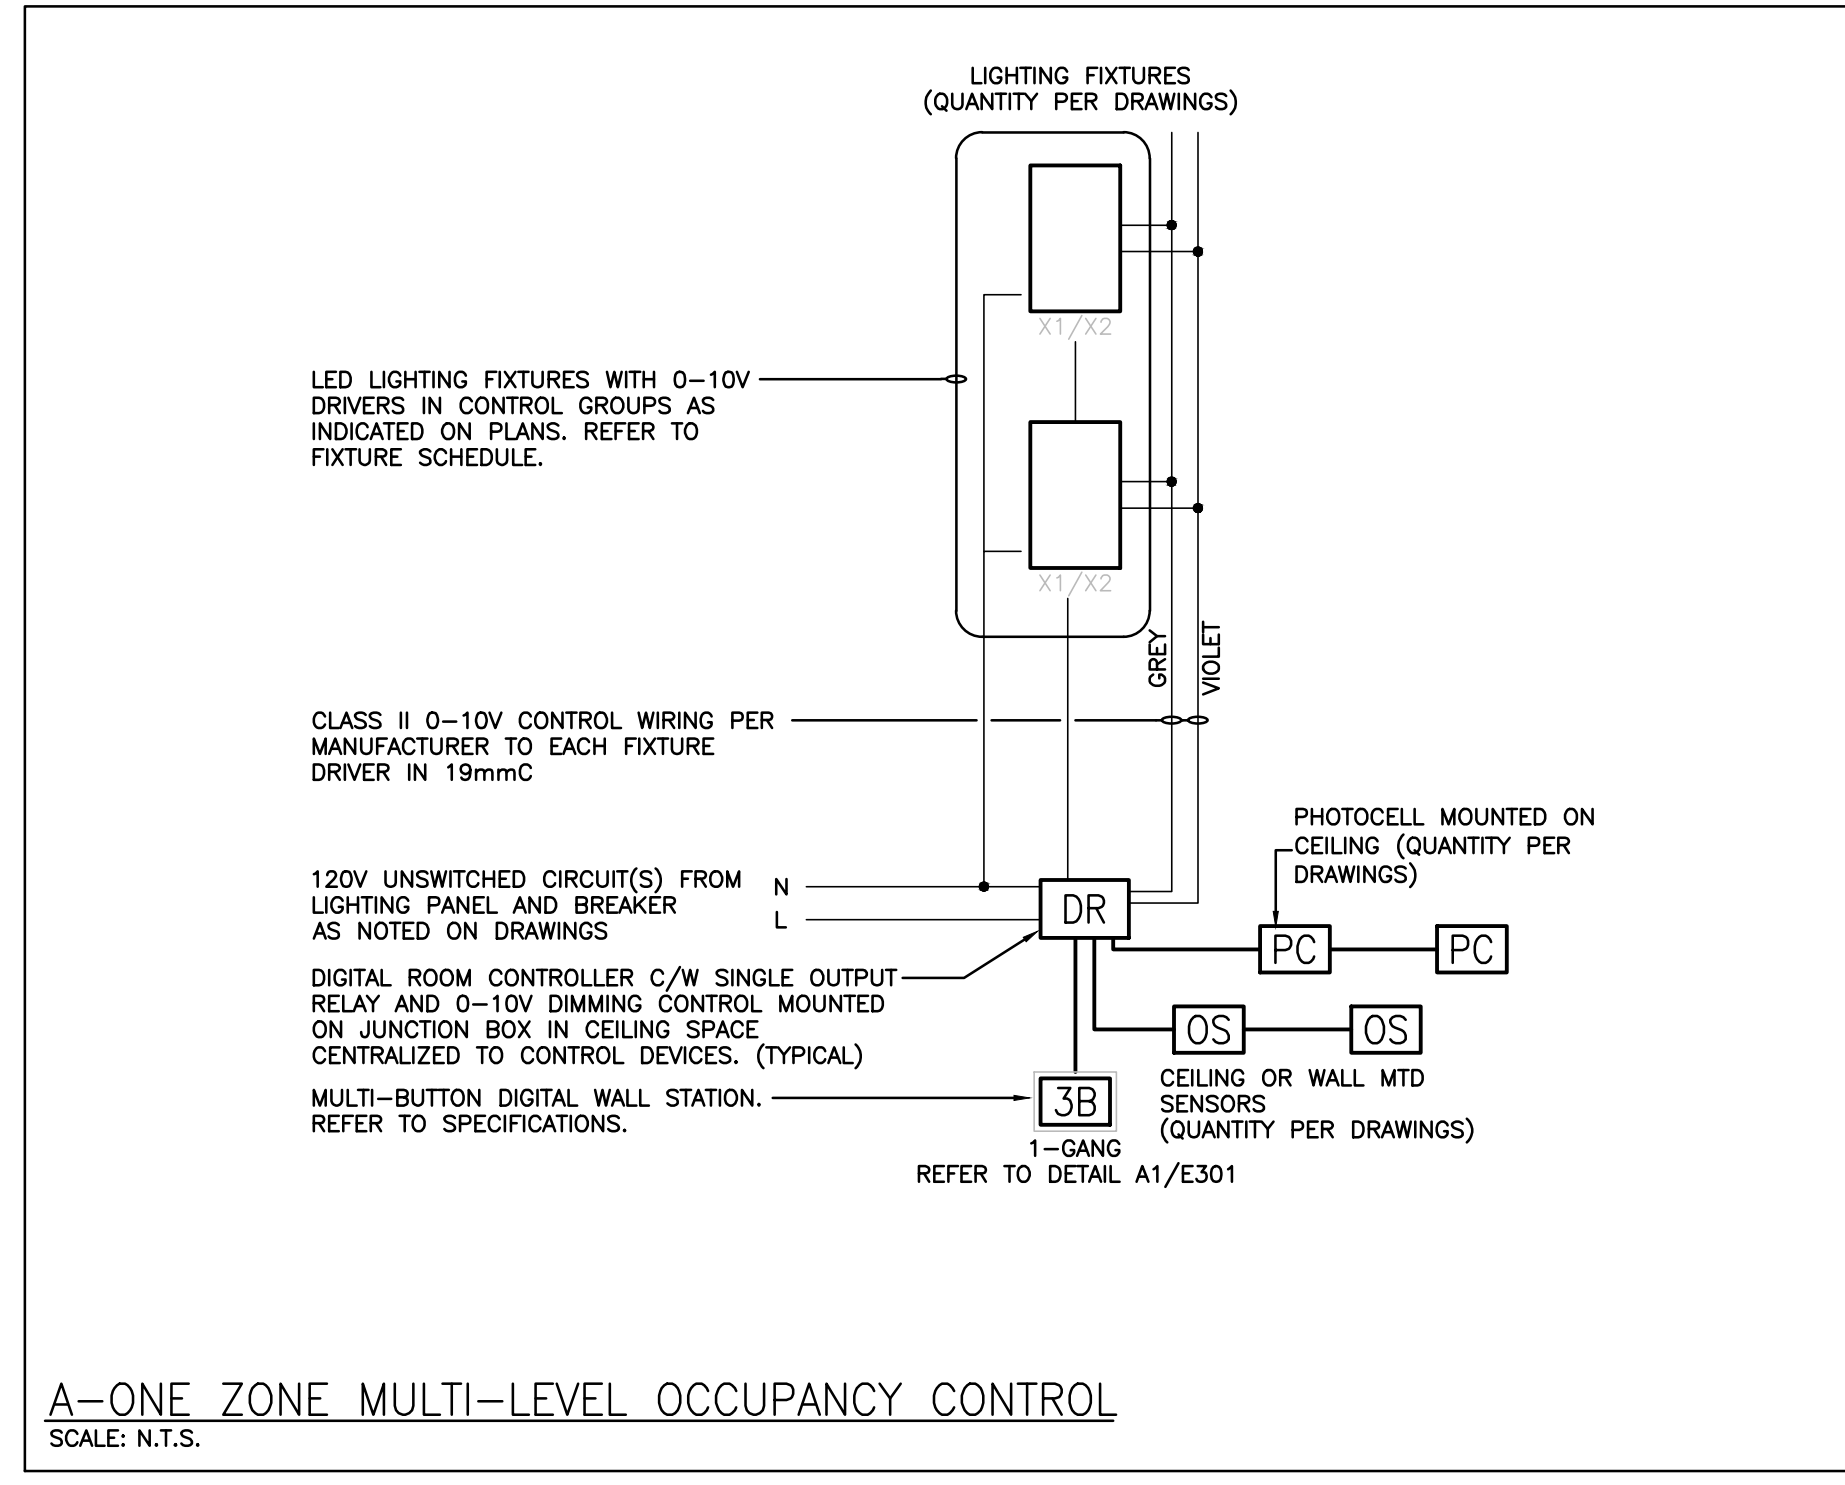 LIGHTING FIXTURES
(QUANTITY PER DRAWINGS)
X1/X2
LED LIGHTING FIXTURES WITH 0-10V
DRIVERS IN CONTROL GROUPS AS
INDICATED ON PLANS. REFER TO
FIXTURE SCHEDULE.
X1/X2
GREY
VIOLET
CLASS II 0-10V CONTROL WIRING PER
MANUFACTURER TO EACH FIXTURE
DRIVER IN 19mmC
PHOTOCELL MOUNTED ON
CEILING (QUANTITY PER
DRAWINGS)
120V UNSWITCHED CIRCUIT(S) FROM
LIGHTING PANEL AND BREAKER
AS NOTED ON DRAWINGS
N
L
DR
PC
PC
DIGITAL ROOM CONTROLLER C/W SINGLE OUTPUT
RELAY AND 0-10V DIMMING CONTROL MOUNTED
ON JUNCTION BOX IN CEILING SPACE
CENTRALIZED TO CONTROL DEVICES. (TYPICAL)
OS
OS
CEILING OR WALL MTD
SENSORS
(QUANTITY PER DRAWINGS)
MULTI-BUTTON DIGITAL WALL STATION.
REFER TO SPECIFICATIONS.
3B
1-GANG
REFER TO DETAIL A1/E301
A-ONE ZONE MULTI-LEVEL OCCUPANCY CONTROL
SCALE: N.T.S.